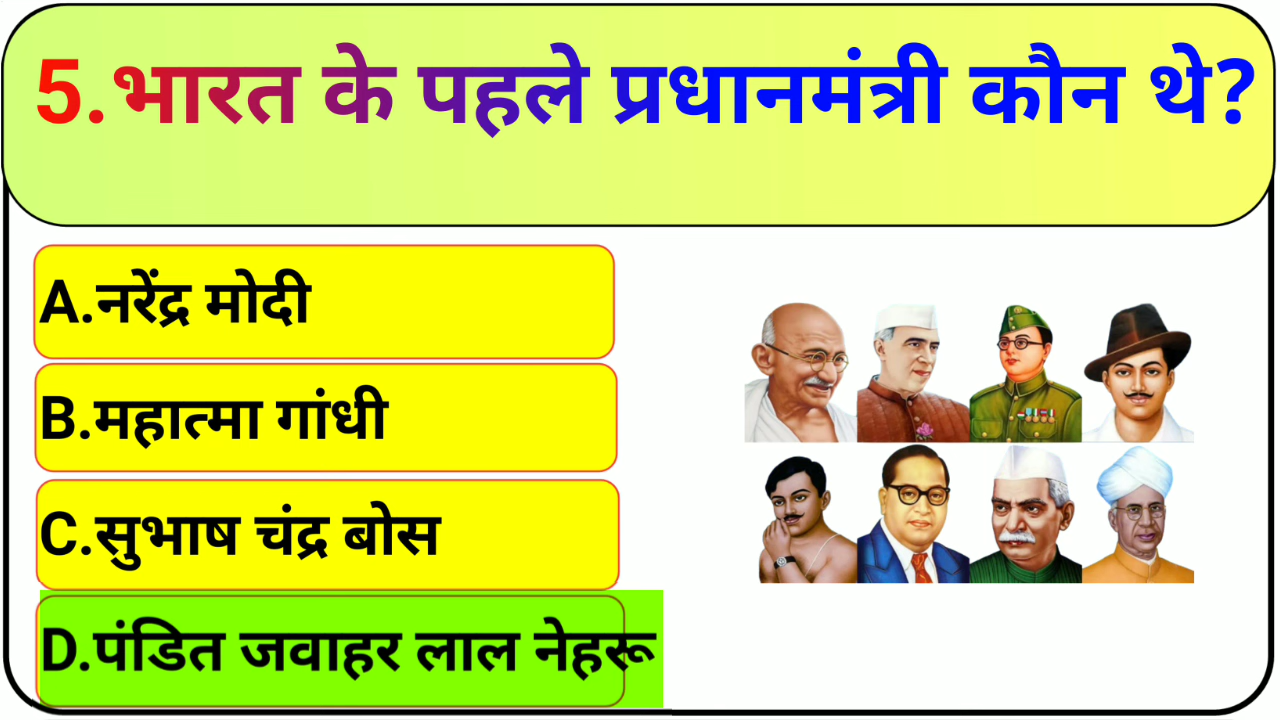 5.भारत के पहले प्रधानमंत्री कौन थे?
A.नरेंद्र मोदी
B.महात्मा गांधी
C.सुभाष चंद्र बोस
D.पंडित जवाहर लाल नेहरू